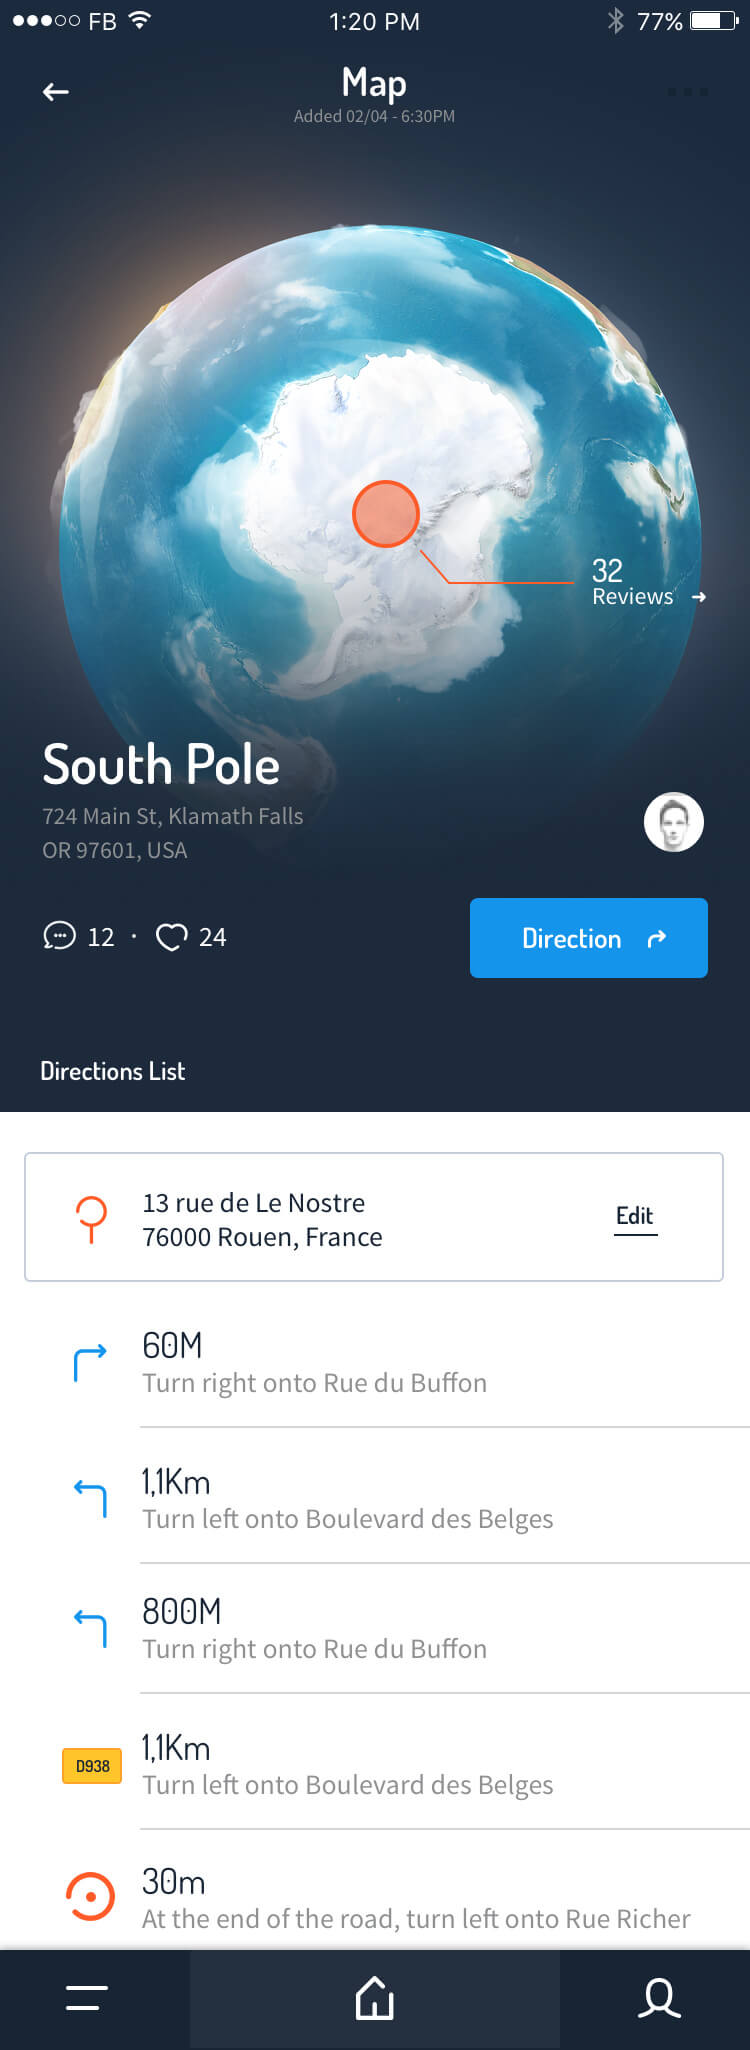 FB 1:20 PM 77%
Map
Added 02/04 - 6:30PM
32
Reviews
South Pole
724 Main St, Klamath Falls
OR 97601, USA
12 · 24
Direction
Directions List
13 rue de Le Nostre
76000 Rouen, France
Edit
60M
Turn right onto Rue du Buffon
1,1Km
Turn left onto Boulevard des Belges
800M
Turn right onto Rue du Buffon
D938
1,1Km
Turn left onto Boulevard des Belges
30m
At the end of the road, turn left onto Rue Richer